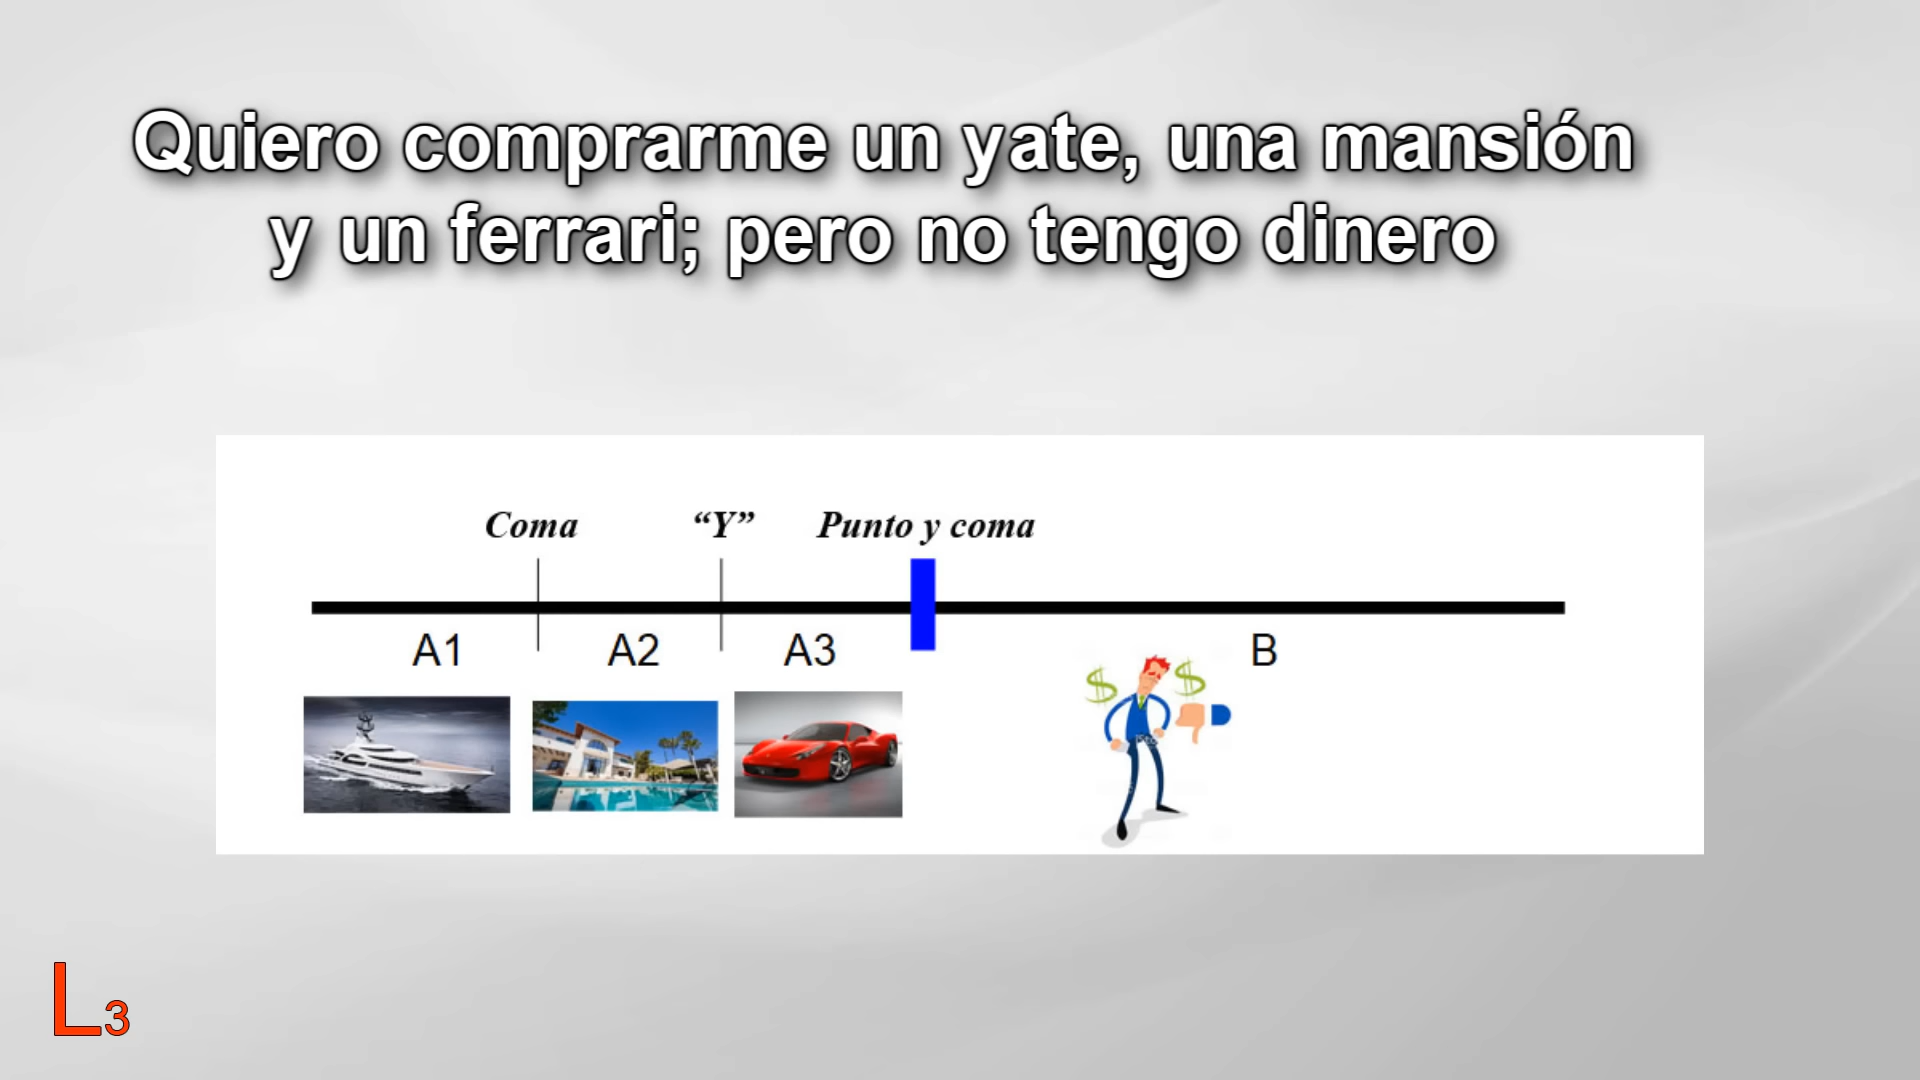 Quiero comprarme un yate, una mansión
y un ferrari; pero no tengo dinero
Coma “Y” Punto y coma
A1 A2 A3 B
$ $
L3